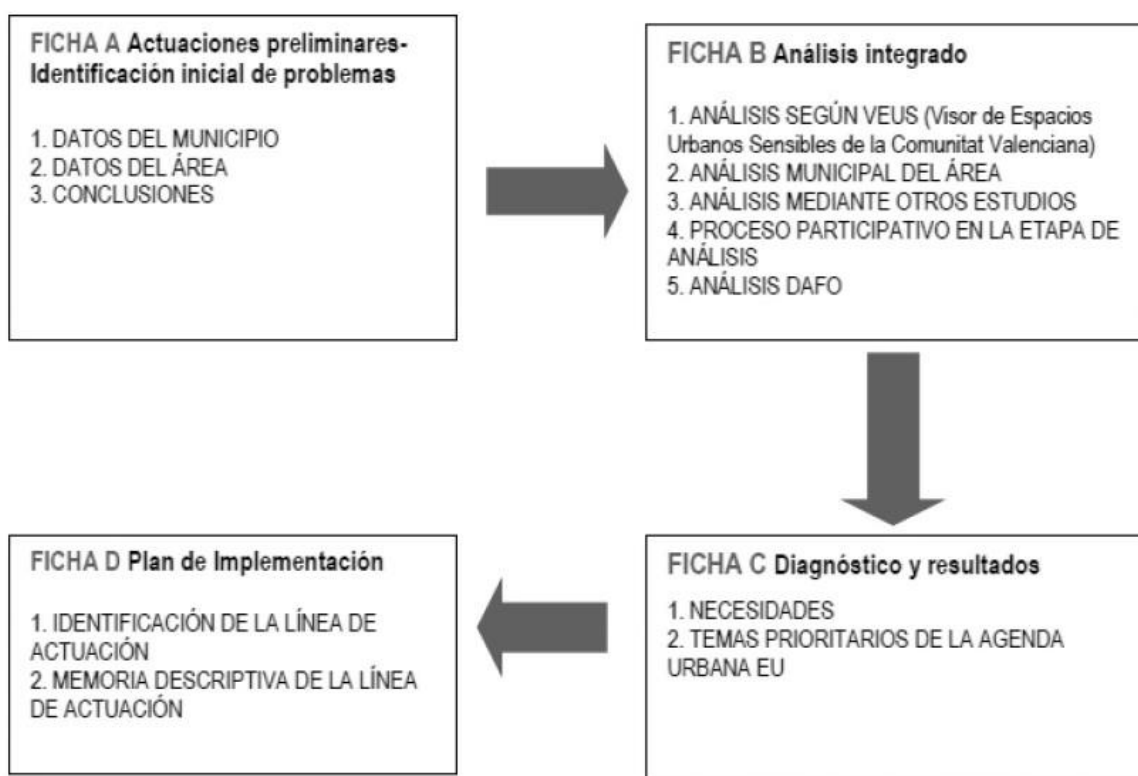 FICHA A Actuaciones preliminares-
Identificación inicial de problemas
1. DATOS DEL MUNICIPIO
2. DATOS DEL ÁREA
3. CONCLUSIONES
FICHA B Análisis integrado
1. ANÁLISIS SEGÚN VEUS (Visor de Espacios
Urbanos Sensibles de la Comunitat Valenciana)
2. ANÁLISIS MUNICIPAL DEL ÁREA
3. ANÁLISIS MEDIANTE OTROS ESTUDIOS
4. PROCESO PARTICIPATIVO EN LA ETAPA DE
ANÁLISIS
5. ANÁLISIS DAFO
FICHA C Diagnóstico y resultados
1. NECESIDADES
2. TEMAS PRIORITARIOS DE LA AGENDA
URBANA EU
FICHA D Plan de Implementación
1. IDENTIFICACIÓN DE LA LÍNEA DE
ACTUACIÓN
2. MEMORIA DESCRIPTIVA DE LA LÍNEA
DE ACTUACIÓN